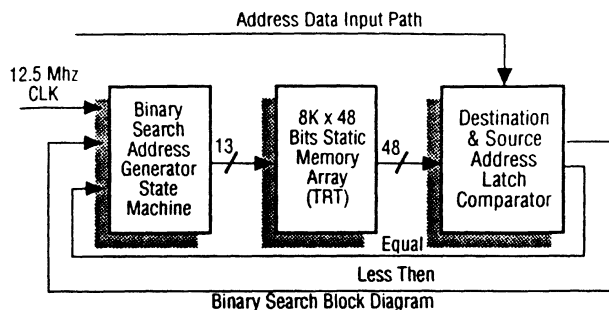 Address Data Input Path
12.5 Mhz
CLK
Binary
Search
Address
Generator
State
Machine
13
8K x 48
Bits Static
Memory
Array
(TRT)
48
Destination
& Source
Address
Latch
Comparator
Equal
Less Then
Binary Search Block Diagram